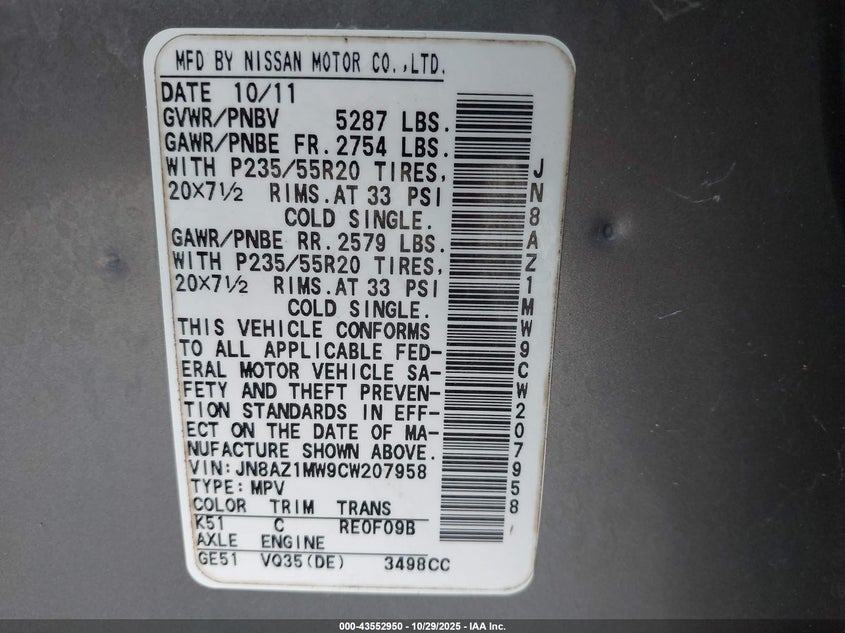 MFD BY NISSAN MOTOR CO.,LTD.
DATE 10/11
GVWR/PNBV 5287 LBS.
GAWR/PNBE FR. 2754 LBS.
WITH P235/55R20 TIRES,
20X7½ RIMS.AT 33 PSI
COLD SINGLE.
GAWR/PNBE RR. 2579 LBS.
WITH P235/55R20 TIRES,
20X7½ RIMS.AT 33 PSI
COLD SINGLE.
THIS VEHICLE CONFORMS
TO ALL APPLICABLE FED-
ERAL MOTOR VEHICLE SA-
FETY AND THEFT PREVEN-
TION STANDARDS IN EFF-
ECT ON THE DATE OF MA-
NUFACTURE SHOWN ABOVE.
VIN: JN8AZ1MW9CW207958
TYPE: MPV
COLOR TRIM TRANS
K51 C RE0F09B
AXLE ENGINE
GE51 VQ35(DE) 3498CC
JN8AZ1MW9CW207958
000-43552950 | 10/29/2025 - IAA Inc.